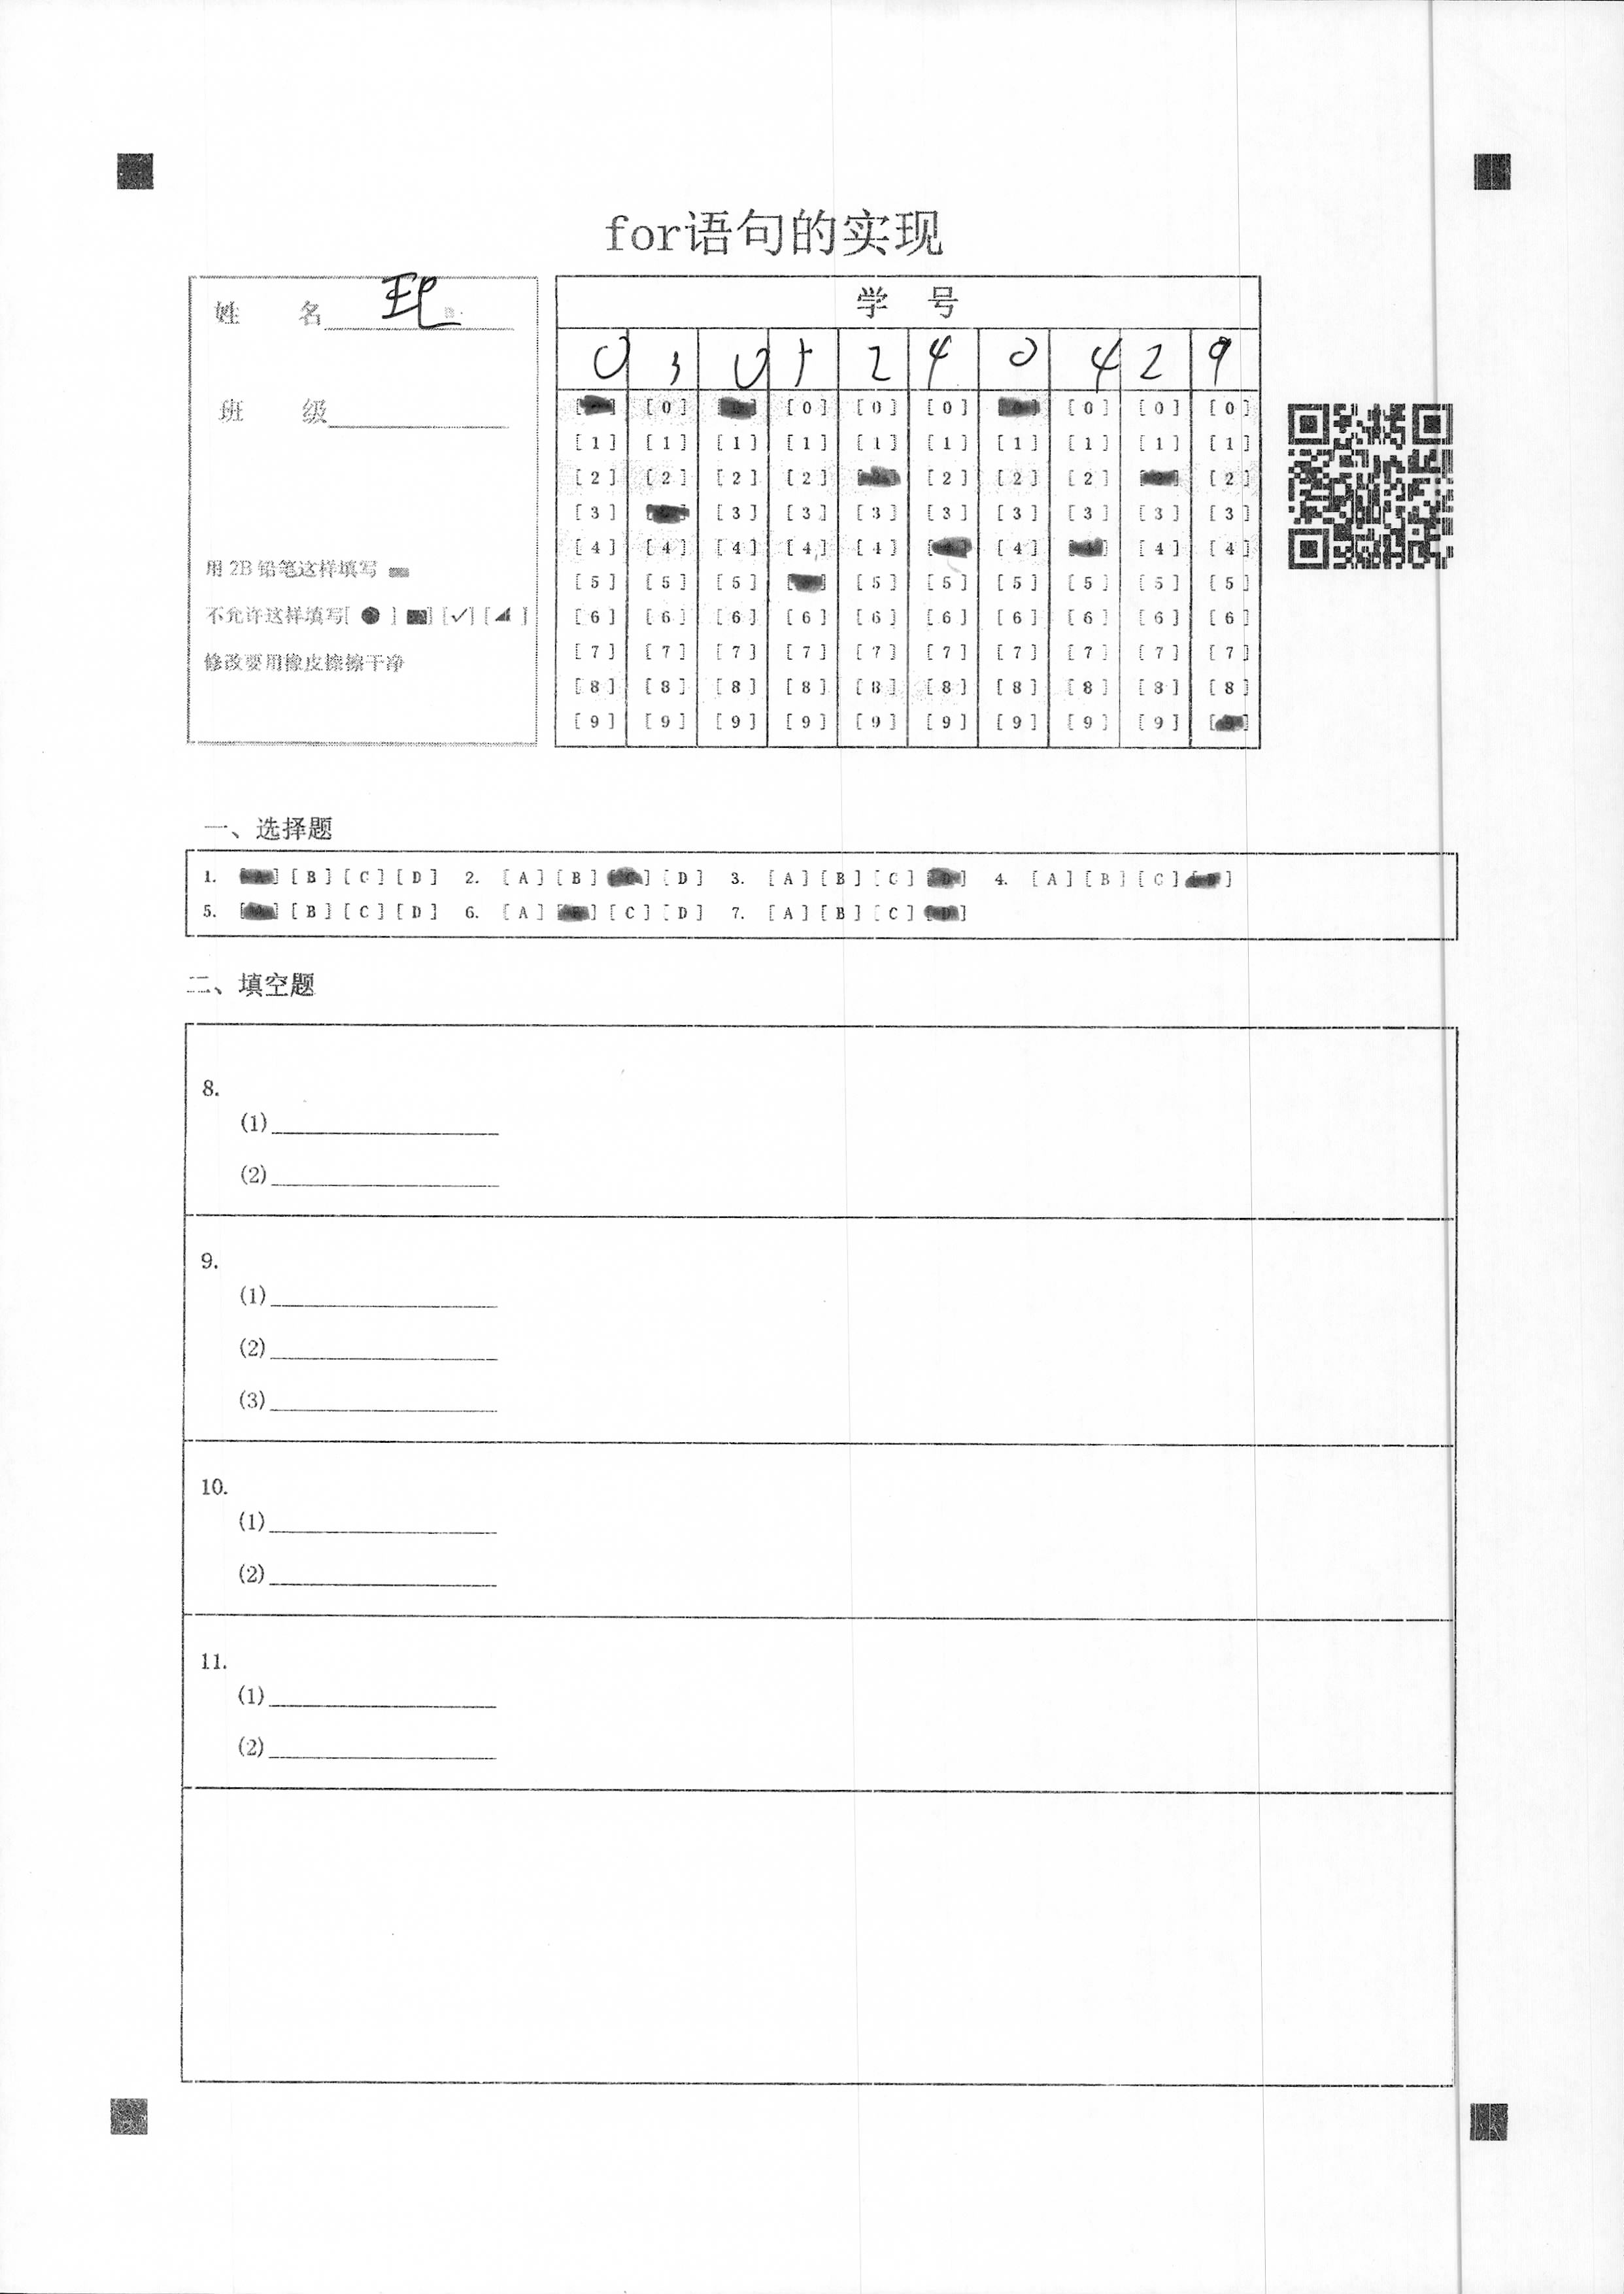 for语句的实现
姓 名
学 号
0 3 0 5 2 4 0 4 2 9
班 级
[0] [0] [0] [0] [0] [0] [0]
[1] [1] [1] [1] [1] [1] [1] [1] [1] [1]
[2] [2] [2] [2] [2] [2] [2] [2]
[3] [3] [3] [3] [3] [3] [3] [3] [3]
[4] [4] [4] [4] [4] [4] [4] [4]
[5] [5] [5] [5] [5] [5] [5] [5] [5]
[6] [6] [6] [6] [6] [6] [6] [6] [6] [6]
[7] [7] [7] [7] [7] [7] [7] [7] [7] [7]
[8] [8] [8] [8] [8] [8] [8] [8] [8] [8]
[9] [9] [9] [9] [9] [9] [9] [9] [9] [9]
用 2B 铅笔这样填写
不允许这样填写[ ● ] [■] [✓] [◢ ]
修改要用橡皮擦擦干净
一、选择题
1. [A] [B] [C] [D] 2. [A] [B] [C] [D] 3. [A] [B] [C] [D] 4. [A] [B] [C] [D]
5. [A] [B] [C] [D] 6. [A] [B] [C] [D] 7. [A] [B] [C] [D]
二、填空题
8.
(1)
(2)
9.
(1)
(2)
(3)
10.
(1)
(2)
11.
(1)
(2)